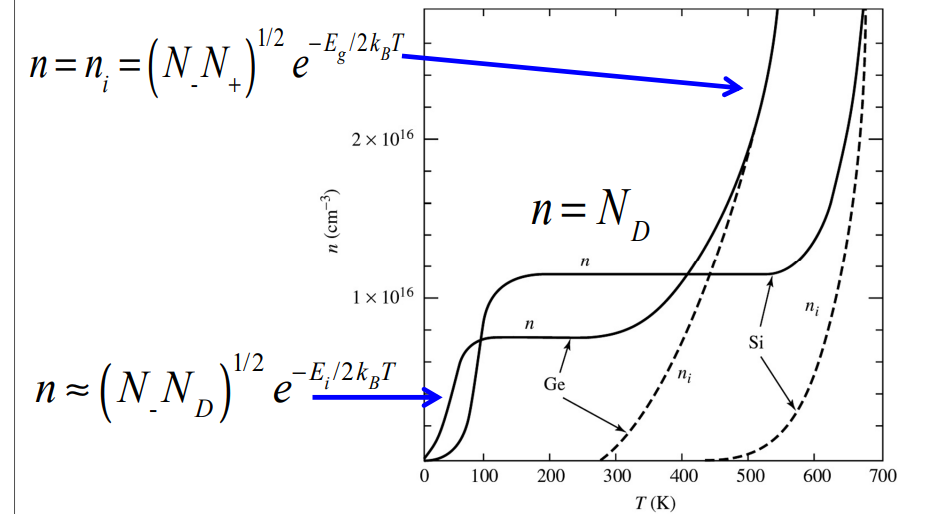 n = n_i = (N_- N_+)^{1/2} e^{-E_g/2k_BT}
2 × 10^{16}
n (cm^{-3})
n = N_D
n
1 × 10^{16}
n
n_i
Si
Ge
n_i
n ≈ (N_- N_D)^{1/2} e^{-E_i/2k_BT}
0 100 200 300 400 500 600 700
T (K)